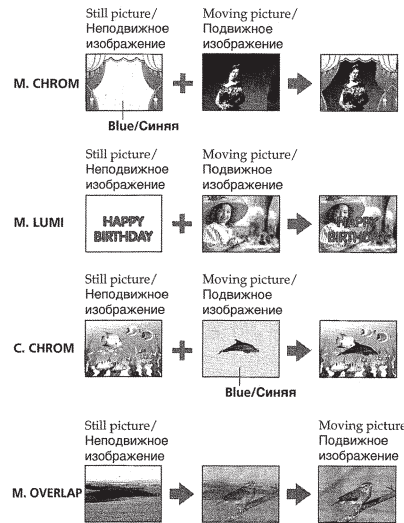 Still picture/
Неподвижное
изображение
Moving picture/
Подвижное
изображение
M. CHROM
Blue/Синяя
Still picture/
Неподвижное
изображение
Moving picture/
Подвижное
изображение
M. LUMI
HAPPY
BIRTHDAY
HAPPY
BIRTHDAY
Still picture/
Неподвижное
изображение
Moving picture/
Подвижное
изображение
C. CHROM
Blue/Синяя
Still picture/
Неподвижное
изображение
Moving picture
Подвижное
изображение
M. OVERLAP